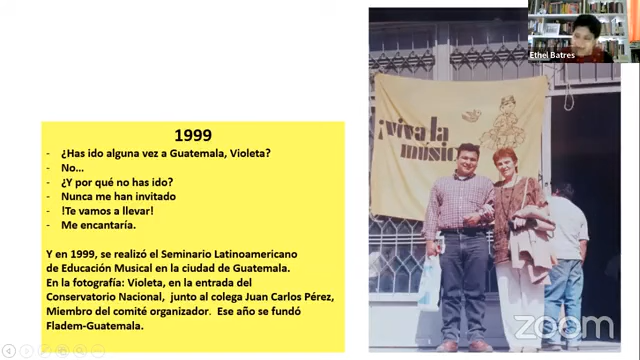 Ethel Batres
1999
- ¿Has ido alguna vez a Guatemala, Violeta?
- No...
- ¿Y por qué no has ido?
- Nunca me han invitado
- !Te vamos a llevar!
- Me encantaría.
Y en 1999, se realizó el Seminario Latinoamericano
de Educación Musical en la ciudad de Guatemala.
En la fotografía: Violeta, en la entrada del
Conservatorio Nacional, junto al colega Juan Carlos Pérez,
Miembro del comité organizador. Ese año se fundó
Fladem-Guatemala.
¡viva la
music
zoom